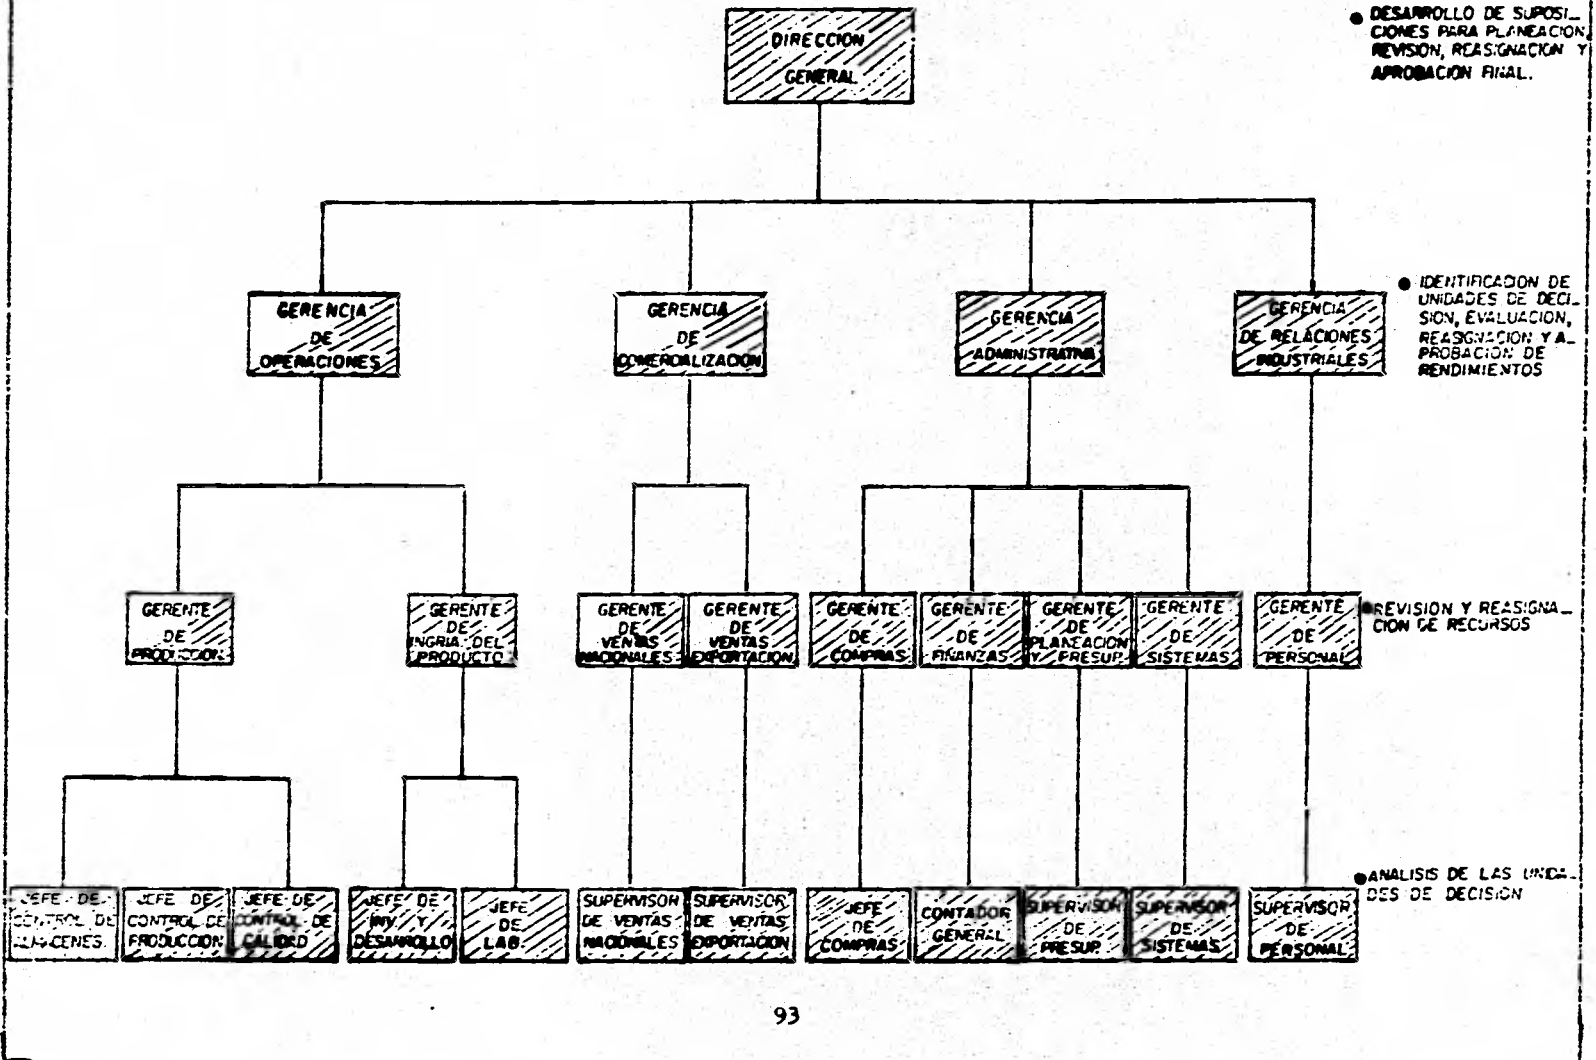 DIRECCION
GENERAL
● DESARROLLO DE SUPOSI_
CIONES PARA PLANEACION,
REVISION, REASIGNACION Y
APROBACION FINAL.
GERENCIA
DE
OPERACIONES
GERENCIA
DE
COMERCIALIZACION
GERENCIA
ADMINISTRATIVA
GERENCIA
DE RELACIONES
INDUSTRIALES
● IDENTIFICACION DE
UNIDADES DE DECI_
SION, EVALUACION,
REASIGNACION Y A_
PROBACION DE
RENDIMIENTOS
GERENTE
DE
PRODUCCION
GERENTE
DE
INGRIA. DEL
PRODUCTO
GERENTE
DE
VENTAS
NACIONALES
GERENTE
DE
VENTAS
EXPORTACION
GERENTE
DE
COMPRAS
GERENTE
DE
FINANZAS
GERENTE
DE
PLANEACION
Y PRESUP.
GERENTE
DE
SISTEMAS
GERENTE
DE
PERSONAL
● REVISION Y REASIGNA_
CION DE RECURSOS
JEFE DE
CONTROL DE
ALMACENES.
JEFE DE
CONTROL DE
PRODUCCION
JEFE DE
CONTROL DE
CALIDAD
JEFE DE
INV. Y
DESARROLLO
JEFE
DE
LAB.
SUPERVISOR
DE VENTAS
NACIONALES
SUPERVISOR
DE VENTAS
EXPORTACION
JEFE
DE
COMPRAS
CONTADOR
GENERAL
SUPERVISOR
DE
PRESUP.
SUPERVISOR
DE
SISTEMAS
SUPERVISOR
DE
PERSONAL
● ANALISIS DE LAS UNIDA_
DES DE DECISION
93